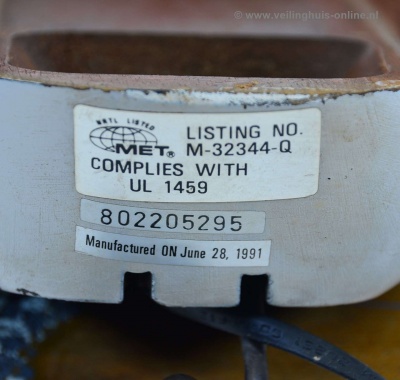 © www.veilinghuis-online.nl
NRTL LISTED
MET®
LISTING NO.
M-32344-Q
COMPLIES WITH
UL 1459
802205295
Manufactured ON June 28, 1991